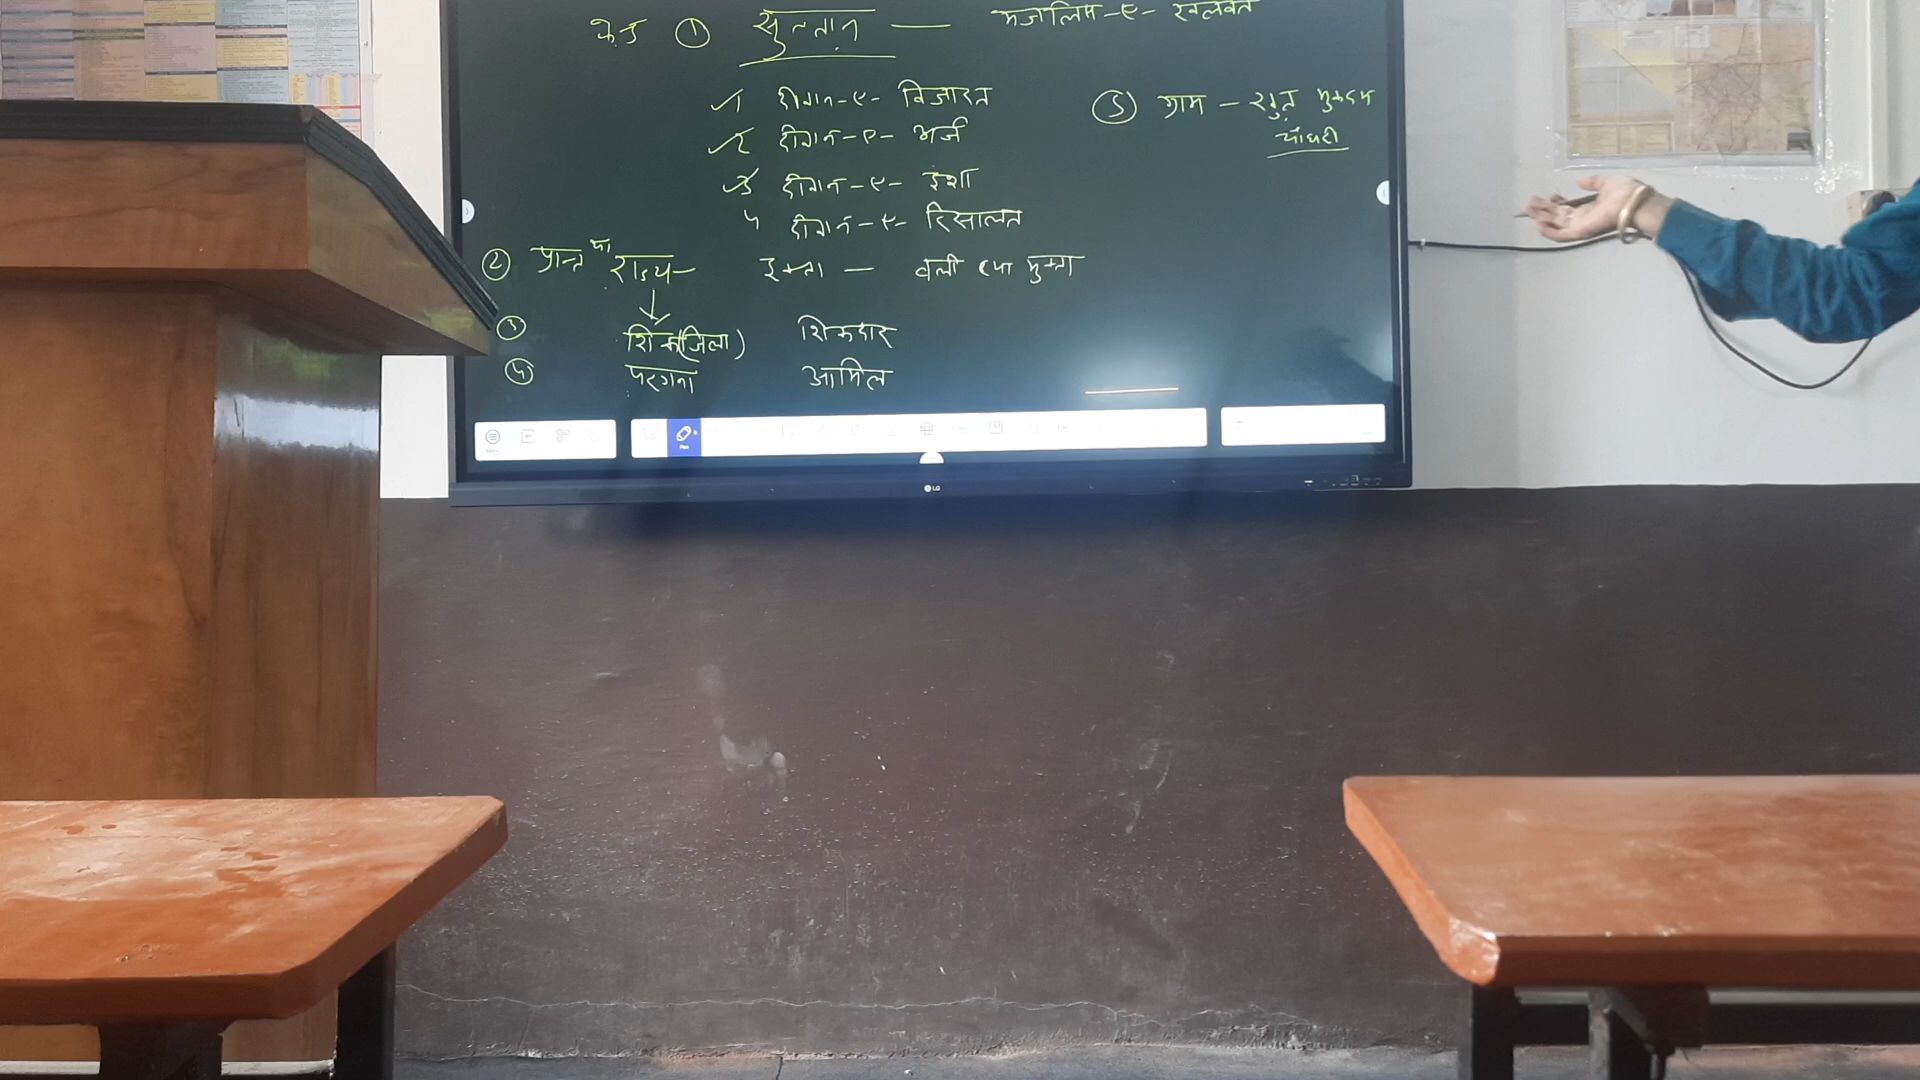 केन्द्र ① सुल्तान — मजलिस-ए-खलवत
1 दीवान-ए-विजारत
2 दीवान-ए-अर्ज
3 दीवान-ए-इंशा
4 दीवान-ए-रिसालत
⑤ ग्राम - खुत मुकद्दम
चौधरी
② प्रान्त या राज्य - इक्ता — वली या मुक्ता
③ शिक (जिला) शिकदार
④ परगना आमिल
Pen
LG